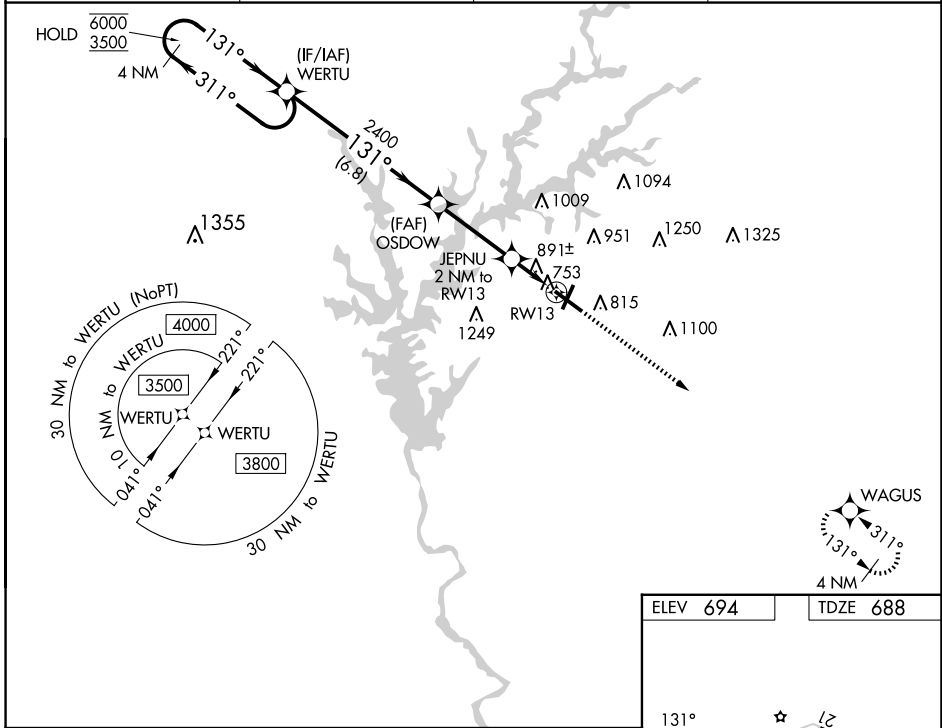 HOLD 6000
3500
4 NM
131°
311°
(IF/IAF)
WERTU
2400
131°
(6.8)
(FAF)
OSDOW
JEPNU
2 NM to
RW13
RW13
1355
1009
1094
951
1250
1325
891±
753
815
1249
1100
30 NM to WERTU (NoPT)
4000
10 NM to WERTU
3500
221°
221°
WERTU
WERTU
3800
041°
041°
30 NM to WERTU
WAGUS
311°
131°
4 NM
ELEV 694
TDZE 688
131°
21